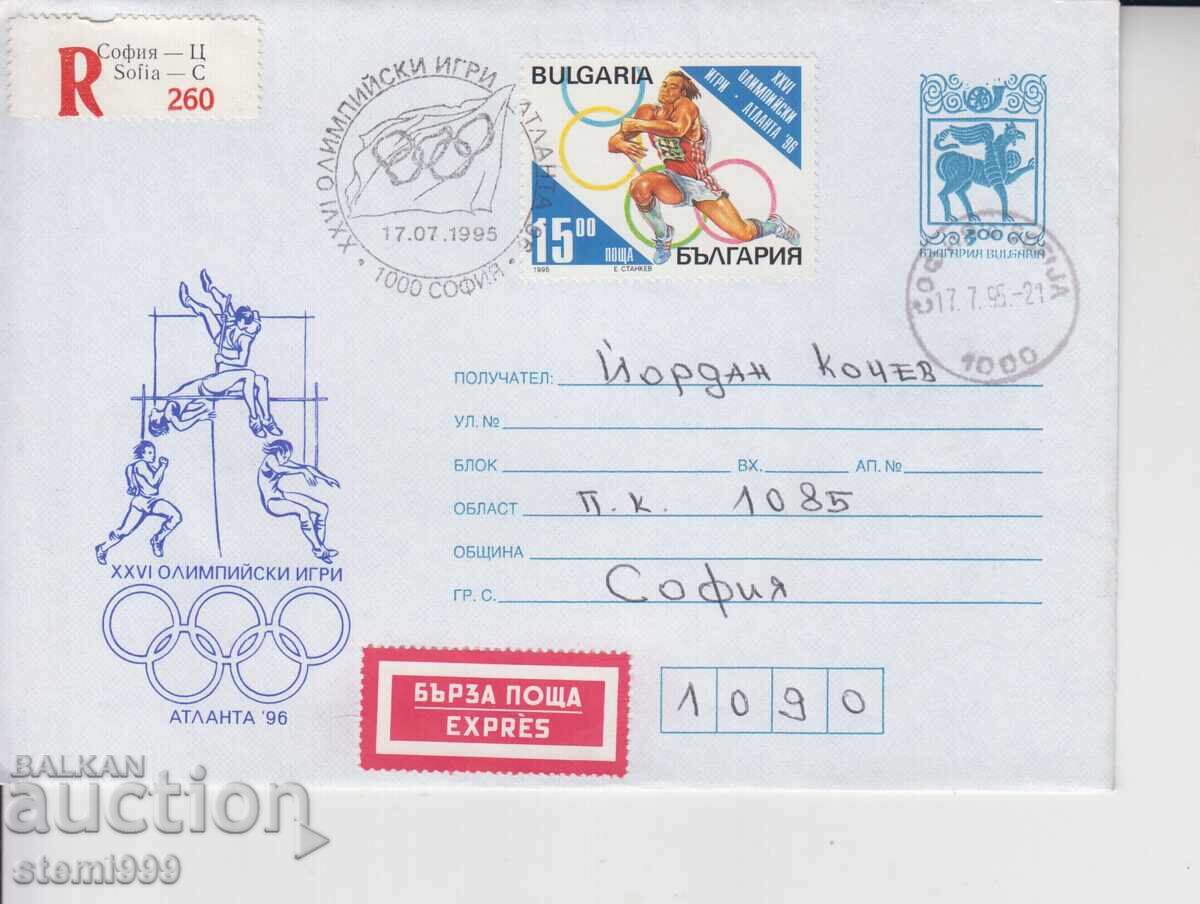 София — Ц
Sofia — C
R
260
XXVI ОЛИМПИЙСКИ ИГРИ АТЛАНТА '96
17.07.1995
• 1000 СОФИЯ •
BULGARIA
XXVI
ОЛИМПИЙСКИ
ИГРИ · АТЛАНТА '96
15 00
ПОЩА
БЪЛГАРИЯ
1995
Е. СТАНКЕВ
300
БЪЛГАРИЯ BULGARIA
17. 7. 95.-21
1000
ПОЛУЧАТЕЛ: Йордан Кочев
УЛ. №
БЛОК ВХ. АП. №
ОБЛАСТ П.К. 1085
ОБЩИНА
ГР. С. София
XXVI ОЛИМПИЙСКИ ИГРИ
АТЛАНТА '96
БЪРЗА ПОЩА
EXPRÈS
1090
BALKAN
auction
stemi999